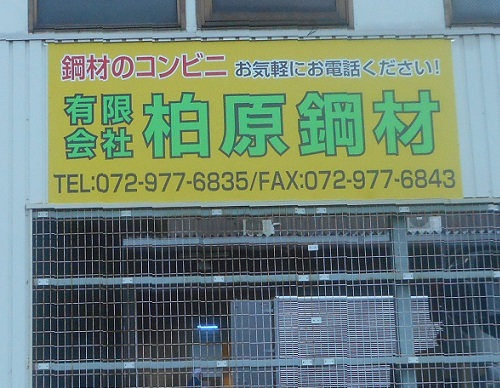 鋼材のコンビニ お気軽にお電話ください!
有限会社 柏原鋼材
TEL:072-977-6835/FAX:072-977-6843